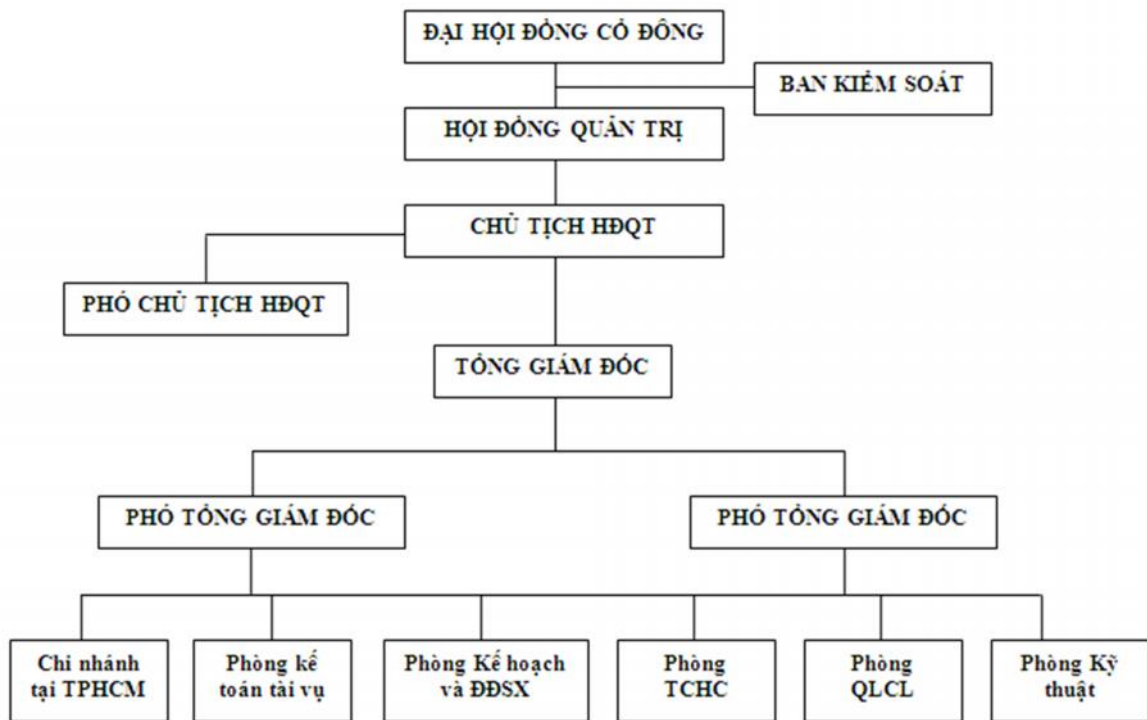 ĐẠI HỘI ĐỒNG CỔ ĐÔNG
BAN KIỂM SOÁT
HỘI ĐỒNG QUẢN TRỊ
CHỦ TỊCH HĐQT
PHÓ CHỦ TỊCH HĐQT
TỔNG GIÁM ĐỐC
PHÓ TỔNG GIÁM ĐỐC
PHÓ TỔNG GIÁM ĐỐC
Chi nhánh
tại TPHCM
Phòng kế
toán tài vụ
Phòng Kế hoạch
và ĐĐSX
Phòng
TCHC
Phòng
QLCL
Phòng Kỹ
thuật